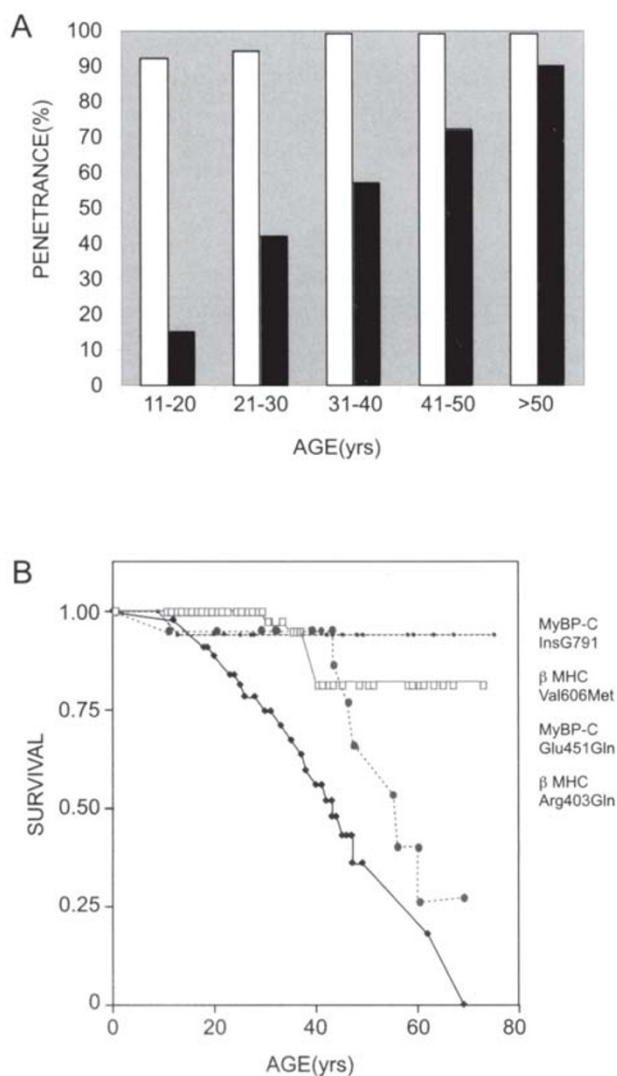 A
PENETRANCE(%)
100
90
80
70
60
50
40
30
20
10
0
11-20 21-30 31-40 41-50 >50
AGE(yrs)
B
SURVIVAL
1.00
0.75
0.50
0.25
0
0 20 40 60 80
AGE(yrs)
MyBP-C
InsG791
β MHC
Val606Met
MyBP-C
Glu451Gln
β MHC
Arg403Gln